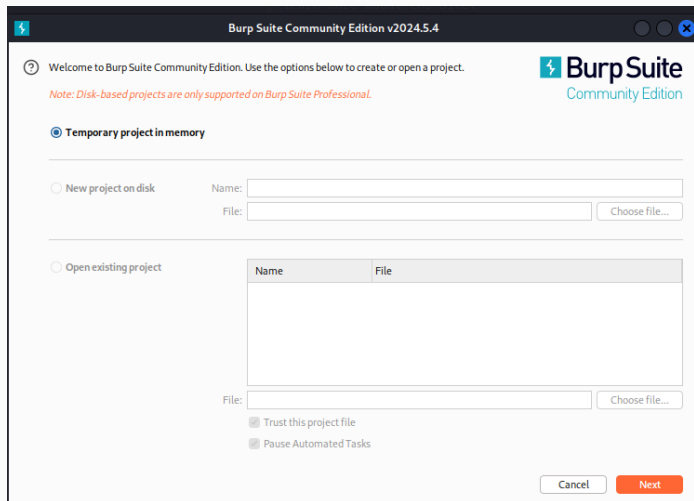 Burp Suite Community Edition v2024.5.4
Welcome to Burp Suite Community Edition. Use the options below to create or open a project.
Note: Disk-based projects are only supported on Burp Suite Professional.
Burp Suite
Community Edition
Temporary project in memory
New project on disk
Name:
File:
Choose file...
Open existing project
Name File
File:
Choose file...
Trust this project file
Pause Automated Tasks
Cancel
Next